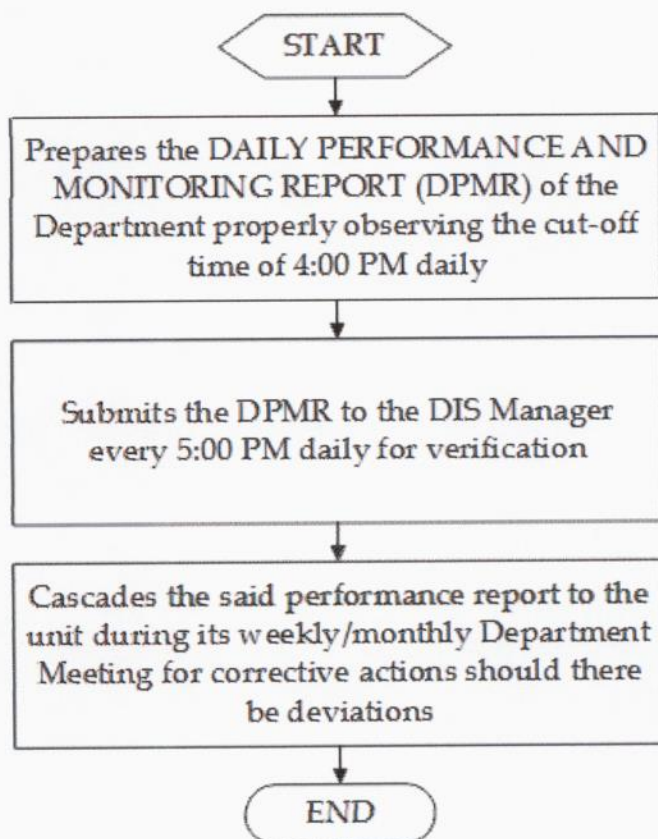 START
Prepares the DAILY PERFORMANCE AND
MONITORING REPORT (DPMR) of the
Department properly observing the cut-off
time of 4:00 PM daily
Submits the DPMR to the DIS Manager
every 5:00 PM daily for verification
Cascades the said performance report to the
unit during its weekly/monthly Department
Meeting for corrective actions should there
be deviations
END